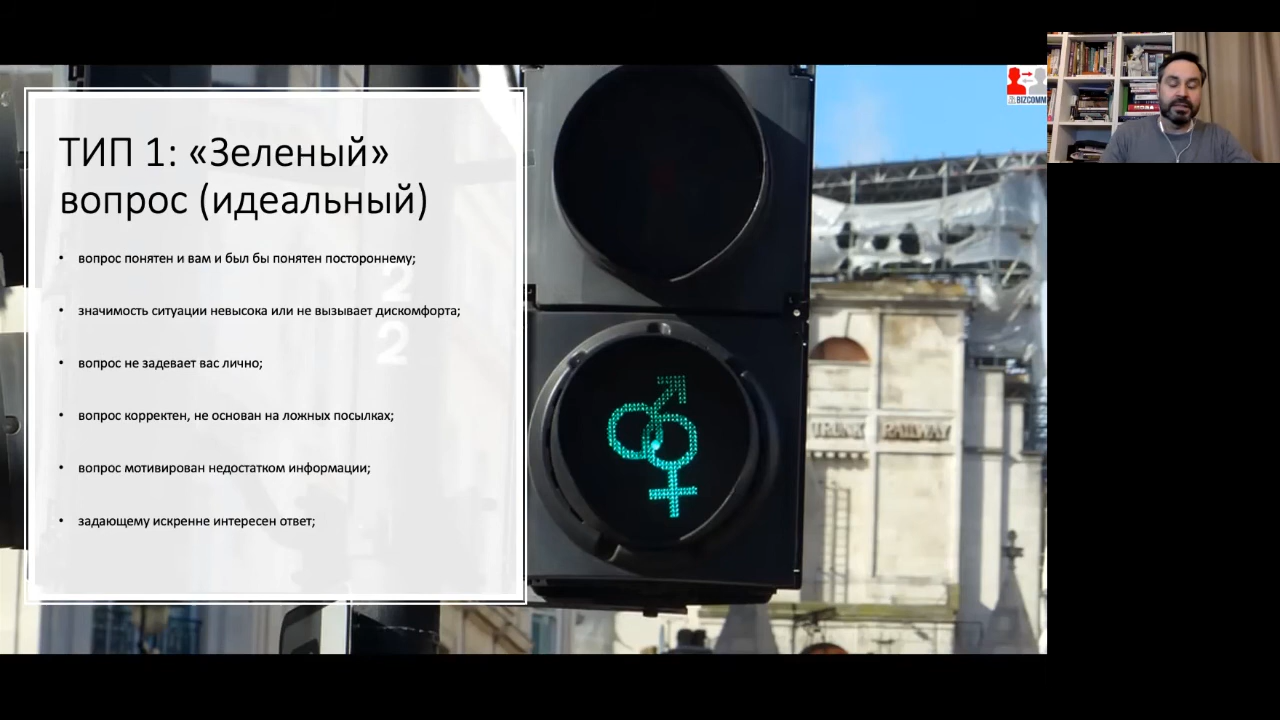 ТИП 1: «Зеленый»
вопрос (идеальный)
• вопрос понятен и вам и был бы понятен постороннему;
• значимость ситуации невысока или не вызывает дискомфорта;
• вопрос не задевает вас лично;
• вопрос корректен, не основан на ложных посылках;
• вопрос мотивирован недостатком информации;
• задающему искренне интересен ответ;
2
2
BIZCOMM
TRUNK RAILWAY